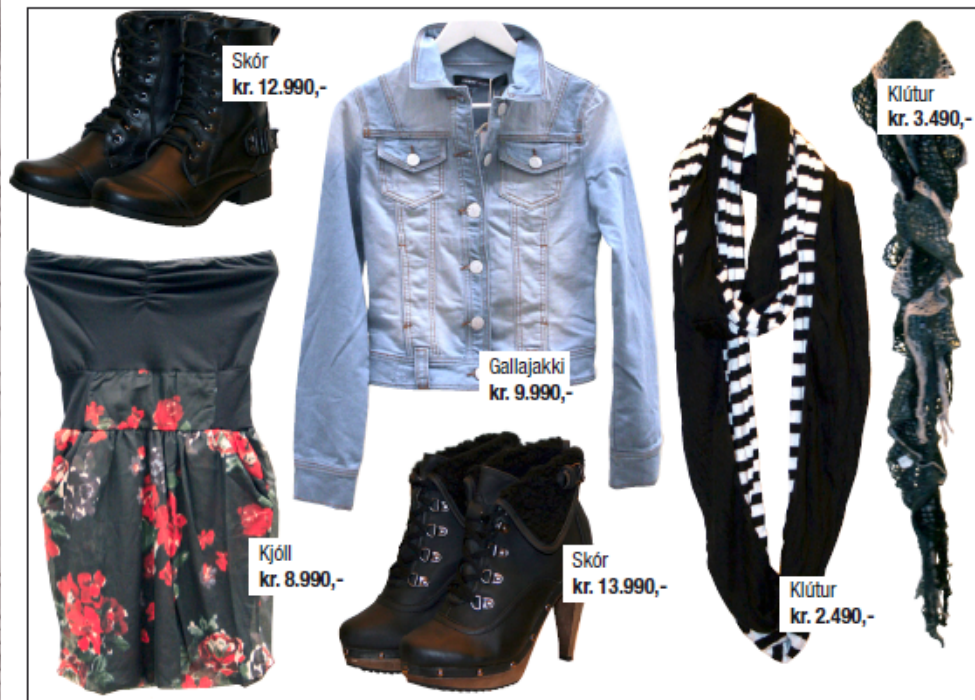 Skór
kr. 12.990,-
Klútur
kr. 3.490,-
Gallajakki
kr. 9.990,-
Kjóll
kr. 8.990,-
Skór
kr. 13.990,-
Klútur
kr. 2.490,-